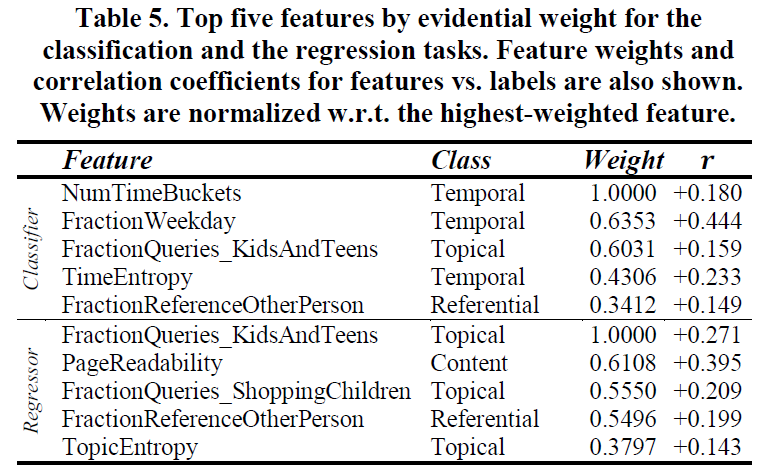 Table 5. Top five features by evidential weight for the
classification and the regression tasks. Feature weights and
correlation coefficients for features vs. labels are also shown.
Weights are normalized w.r.t. the highest-weighted feature.
Feature Class Weight r
Classifier
NumTimeBuckets Temporal 1.0000 +0.180
FractionWeekday Temporal 0.6353 +0.444
FractionQueries_KidsAndTeens Topical 0.6031 +0.159
TimeEntropy Temporal 0.4306 +0.233
FractionReferenceOtherPerson Referential 0.3412 +0.149
Regressor
FractionQueries_KidsAndTeens Topical 1.0000 +0.271
PageReadability Content 0.6108 +0.395
FractionQueries_ShoppingChildren Topical 0.5550 +0.209
FractionReferenceOtherPerson Referential 0.5496 +0.199
TopicEntropy Topical 0.3797 +0.143